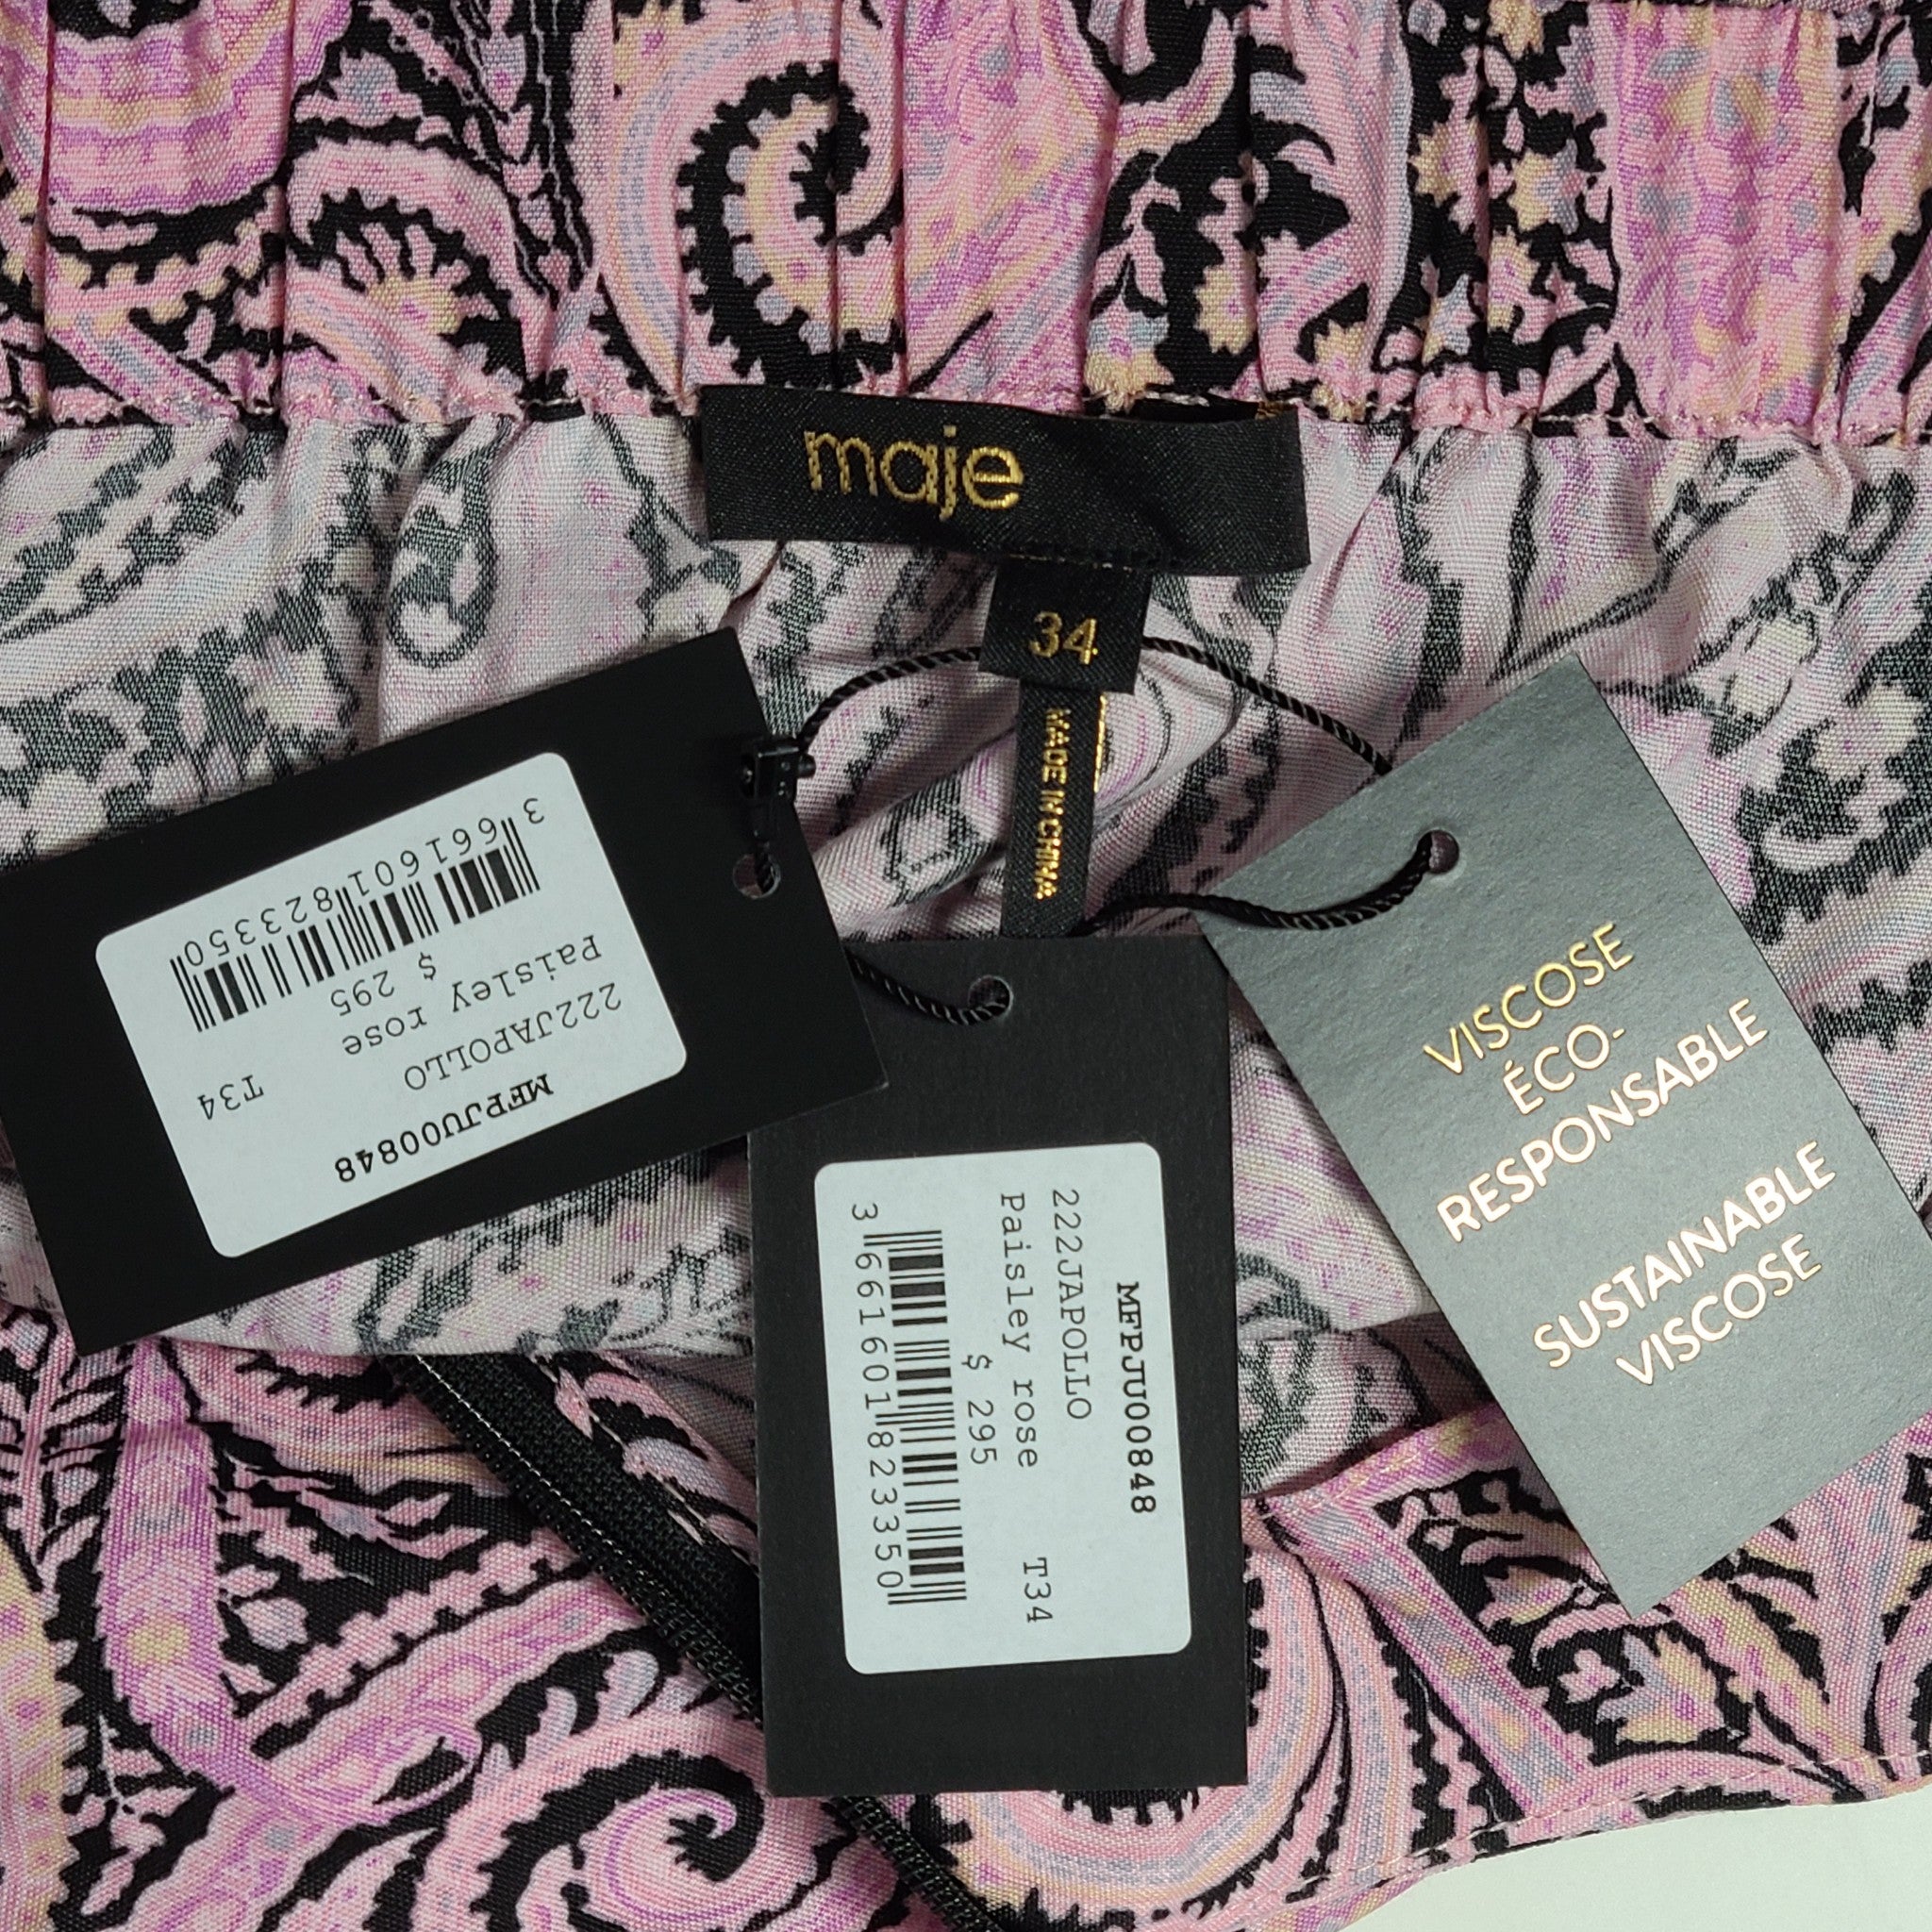 maje
34
MADE IN CHINA
MFPJU00848
222JAPOLLO
Paisley rose T34
$ 295
3 661601 823350
MFPJU00848
222JAPOLLO
Paisley rose T34
$ 295
3 661601 823350
VISCOSE
ÉCO-
RESPONSABLE
SUSTAINABLE
VISCOSE